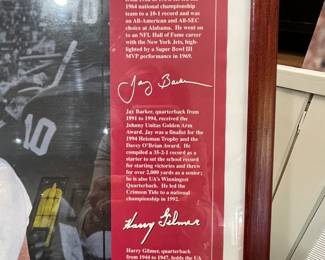 1964 national championship
team to a 10-1 record and was
an All-American and All-SEC
choice at Alabama. He went on
to an NFL Hall of Fame career
with the New York Jets, high-
lighted by a Super Bowl III
MVP performance in 1969.
Jay Barker
Jay Barker, quarterback from
1991 to 1994, received the
Johnny Unitas Golden Arm
Award. Jay was a finalist for the
1994 Heisman Trophy and the
Davey O'Brien Award. He
compiled a 35-2-1 record as a
starter to set the school record
for starting victories and threw
for over 2,000 yards as a senior;
he is also UA's Winningest
Quarterback. He led the
Crimson Tide to a national
championship in 1992.
Harry Gilmer
Harry Gilmer, quarterback
from 1944 to 1947, holds the UA
10